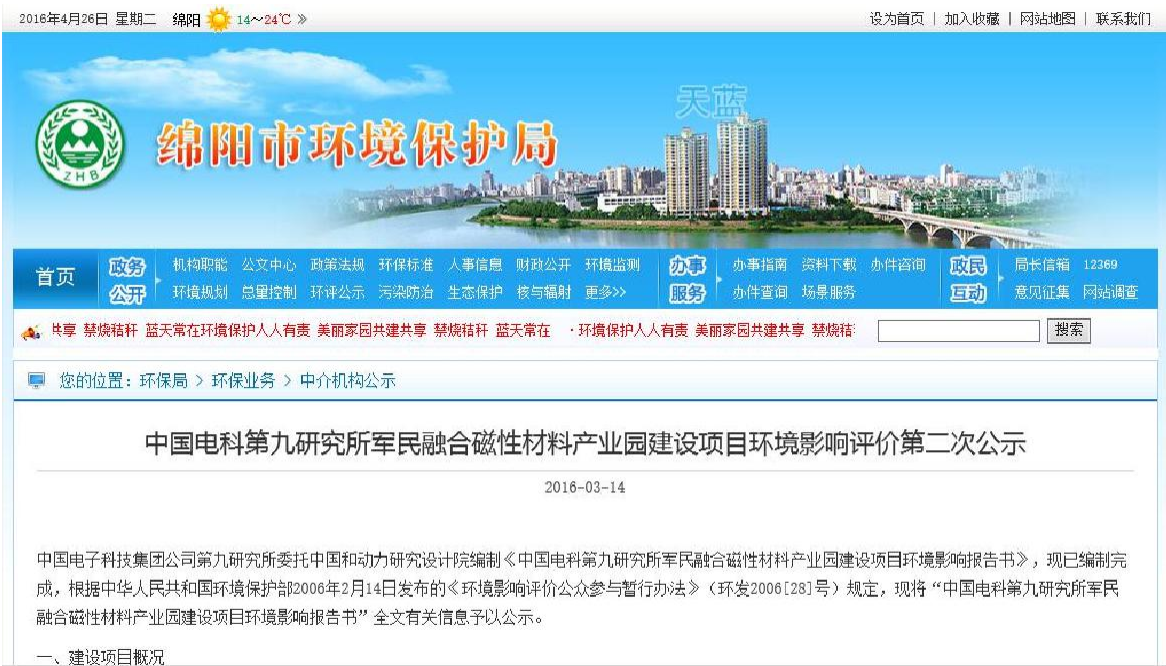 2016年4月26日 星期二 绵阳 14～24℃ »
设为首页 | 加入收藏 | 网站地图 | 联系我们
天蓝
ZHB
绵阳市环境保护局
首页
政务公开
机构职能 公文中心 政策法规 环保标准 人事信息 财政公开 环境监测
环境规划 总量控制 环评公示 污染防治 生态保护 核与辐射 更多>>
办事服务
办事指南 资料下载 办件咨询
办件查询 场景服务
政民互动
局长信箱 12369
意见征集 网站调查
共享 禁烧秸秆 蓝天常在环境保护人人有责 美丽家园共建共享 禁烧秸秆 蓝天常在 ·环境保护人人有责 美丽家园共建共享 禁烧秸
搜索
您的位置：环保局 > 环保业务 > 中介机构公示
中国电科第九研究所军民融合磁性材料产业园建设项目环境影响评价第二次公示
2016-03-14
中国电子科技集团公司第九研究所委托中国和动力研究设计院编制《中国电科第九研究所军民融合磁性材料产业园建设项目环境影响报告书》，现已编制完
成，根据中华人民共和国环境保护部2006年2月14日发布的《环境影响评价公众参与暂行办法》（环发2006[28]号）规定，现将“中国电科第九研究所军民
融合磁性材料产业园建设项目环境影响报告书”全文有关信息予以公示。
一、建设项目概况